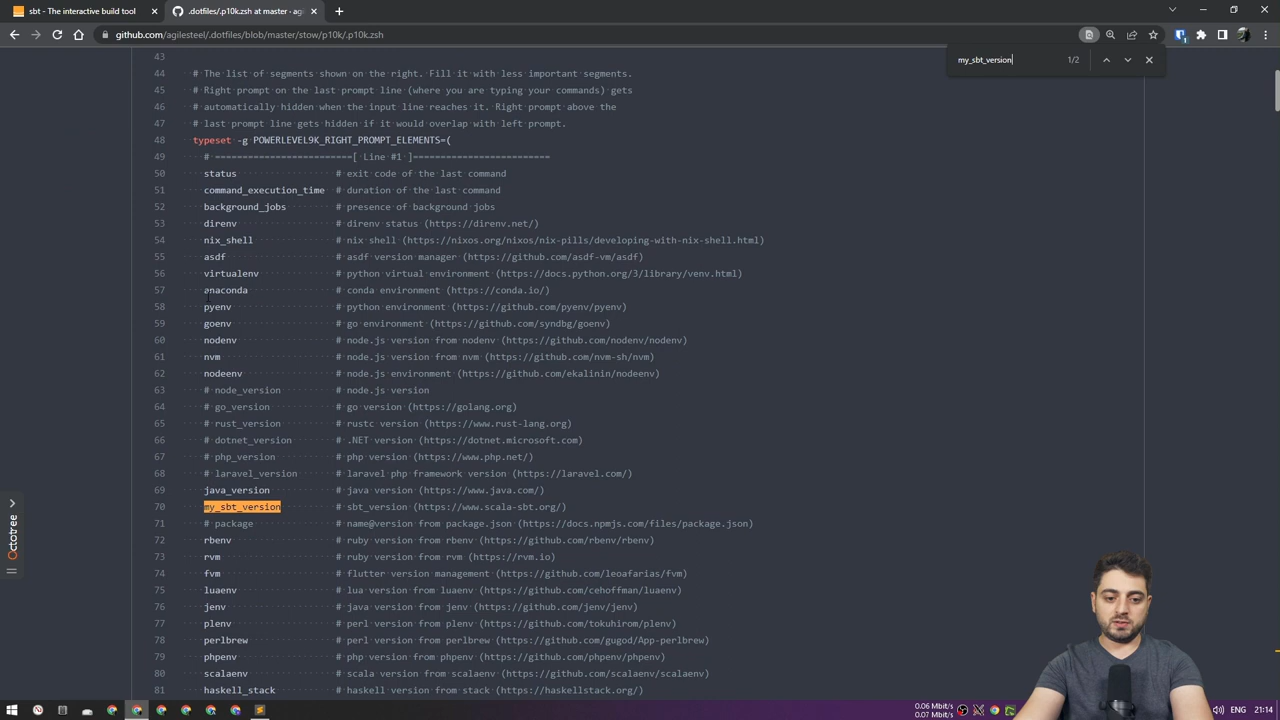 sbt - The interactive build tool
.dotfiles/.p10k.zsh at master · agil
github.com/agilesteel/.dotfiles/blob/master/stow/p10k/.p10k.zsh
my_sbt_version 1/2
43
44 # The list of segments shown on the right. Fill it with less important segments.
45 # Right prompt on the last prompt line (where you are typing your commands) gets
46 # automatically hidden when the input line reaches it. Right prompt above the
47 # last prompt line gets hidden if it would overlap with left prompt.
48 typeset -g POWERLEVEL9K_RIGHT_PROMPT_ELEMENTS=(
49 # =========================[ Line #1 ]=========================
50 status # exit code of the last command
51 command_execution_time # duration of the last command
52 background_jobs # presence of background jobs
53 direnv # direnv status (https://direnv.net/)
54 nix_shell # nix shell (https://nixos.org/nixos/nix-pills/developing-with-nix-shell.html)
55 asdf # asdf version manager (https://github.com/asdf-vm/asdf)
56 virtualenv # python virtual environment (https://docs.python.org/3/library/venv.html)
57 anaconda # conda environment (https://conda.io/)
58 pyenv # python environment (https://github.com/pyenv/pyenv)
59 goenv # go environment (https://github.com/syndbg/goenv)
60 nodenv # node.js version from nodenv (https://github.com/nodenv/nodenv)
61 nvm # node.js version from nvm (https://github.com/nvm-sh/nvm)
62 nodeenv # node.js environment (https://github.com/ekalinin/nodeenv)
63 # node_version # node.js version
64 # go_version # go version (https://golang.org)
65 # rust_version # rustc version (https://www.rust-lang.org)
66 # dotnet_version # .NET version (https://dotnet.microsoft.com)
67 # php_version # php version (https://www.php.net/)
68 # laravel_version # laravel php framework version (https://laravel.com/)
69 java_version # java version (https://www.java.com/)
70 my_sbt_version # sbt_version (https://www.scala-sbt.org/)
71 # package # name@version from package.json (https://docs.npmjs.com/files/package.json)
72 rbenv # ruby version from rbenv (https://github.com/rbenv/rbenv)
73 rvm # ruby version from rvm (https://rvm.io)
74 fvm # flutter version management (https://github.com/leoafarias/fvm)
75 luaenv # lua version from luaenv (https://github.com/cehoffman/luaenv)
76 jenv # java version from jenv (https://github.com/jenv/jenv)
77 plenv # perl version from plenv (https://github.com/tokuhirom/plenv)
78 perlbrew # perl version from perlbrew (https://github.com/gugod/App-perlbrew)
79 phpenv # php version from phpenv (https://github.com/phpenv/phpenv)
80 scalaenv # scala version from scalaenv (https://github.com/scalaenv/scalaenv)
81 haskell_stack # haskell version from stack (https://haskellstack.org/)
Octotree
0.06 Mbit/s
0.07 Mbit/s
ENG 21:14